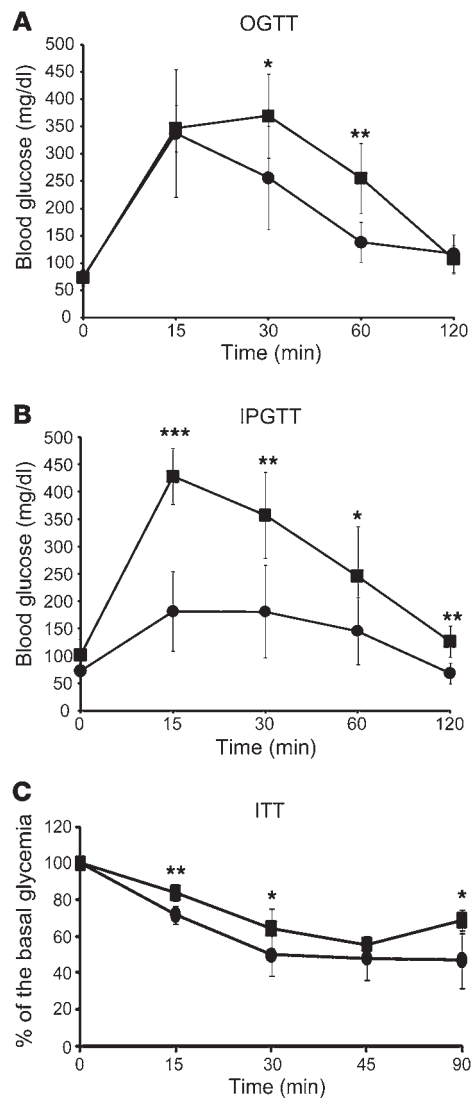 A
OGTT
Blood glucose (mg/dl)
500
450
400
350
300
250
200
150
100
50
0
*
**
0 15 30 60 120
Time (min)
B
IPGTT
Blood glucose (mg/dl)
500
450
400
350
300
250
200
150
100
50
0
***
**
*
**
0 15 30 60 120
Time (min)
C
ITT
% of the basal glycemia
120
100
80
60
40
20
0
**
*
*
0 15 30 45 90
Time (min)